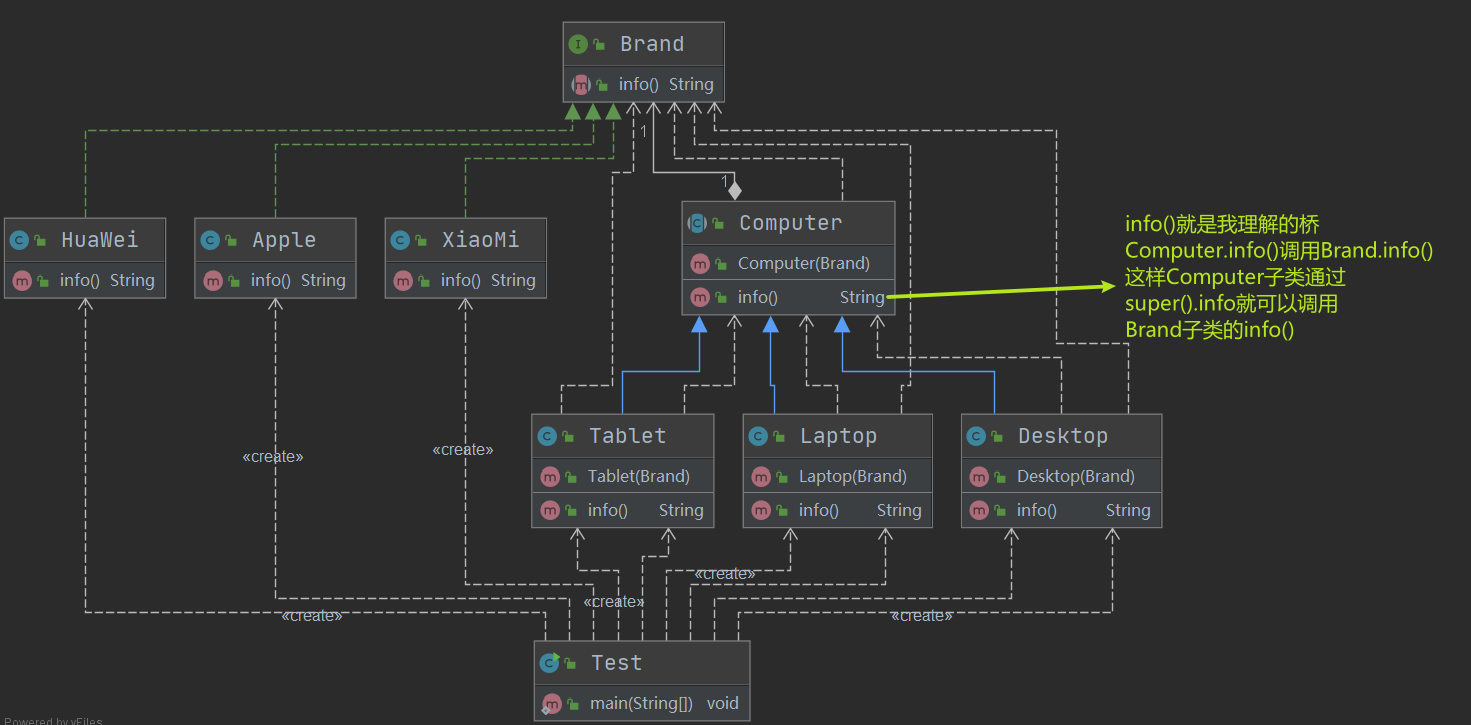 Brand
info() String
1
1
HuaWei
info() String
Apple
info() String
XiaoMi
info() String
Computer
Computer(Brand)
info() String
info()就是我理解的桥
Computer.info()调用Brand.info()
这样Computer子类通过
super().info就可以调用
Brand子类的info()
Tablet
Tablet(Brand)
info() String
Laptop
Laptop(Brand)
info() String
Desktop
Desktop(Brand)
info() String
«create»
«create»
«create»
«create»
«create»
«create»
Test
main(String[]) void
Powered by yFiles